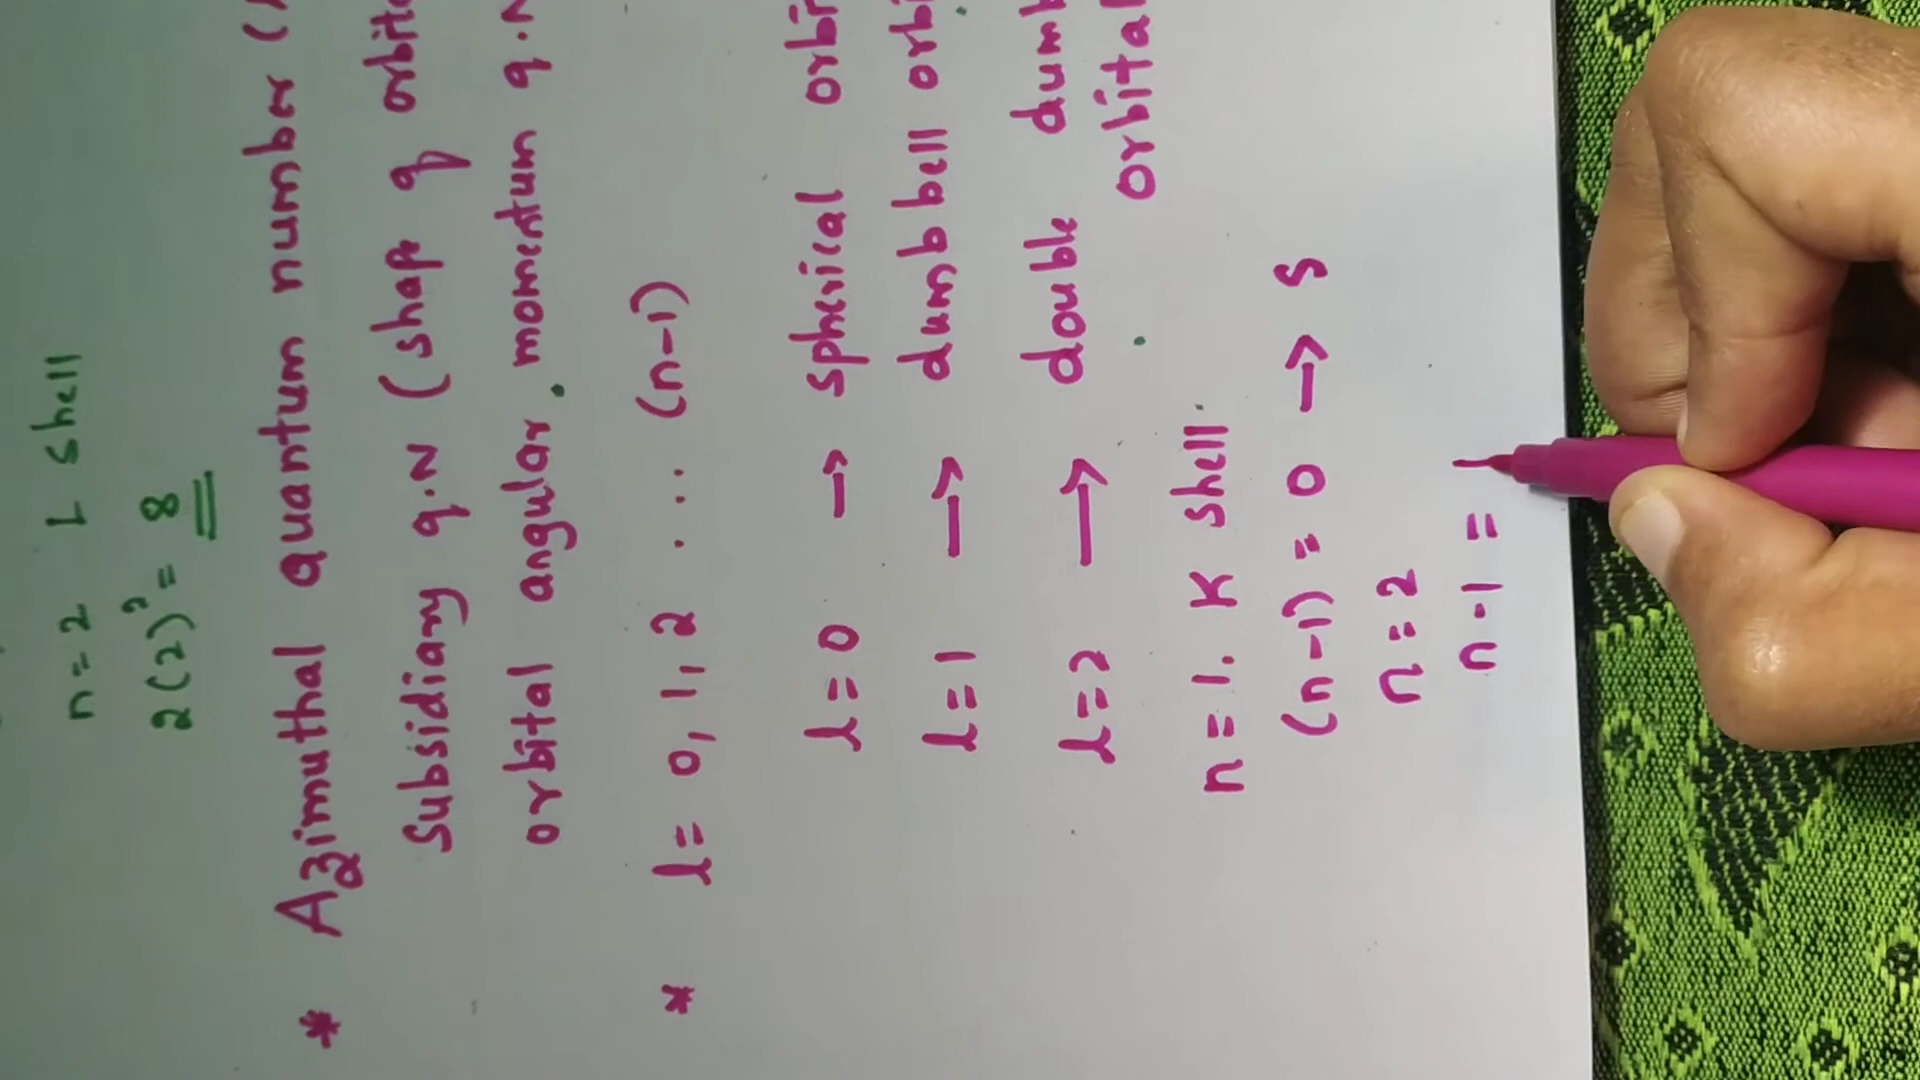 n = 2 L shell
2(2)² = 8
* Azimuthal quantum number (
Subsidiary q.N (shape of
orbital angular momentum q.N
* l = 0, 1, 2 ... (n-1)
l = 0 → spherical
l = 1 → dumbbell
l = 2 → double
orbital
n = 1. K shell
(n-1) = 0 → s
n = 2
n - 1 =